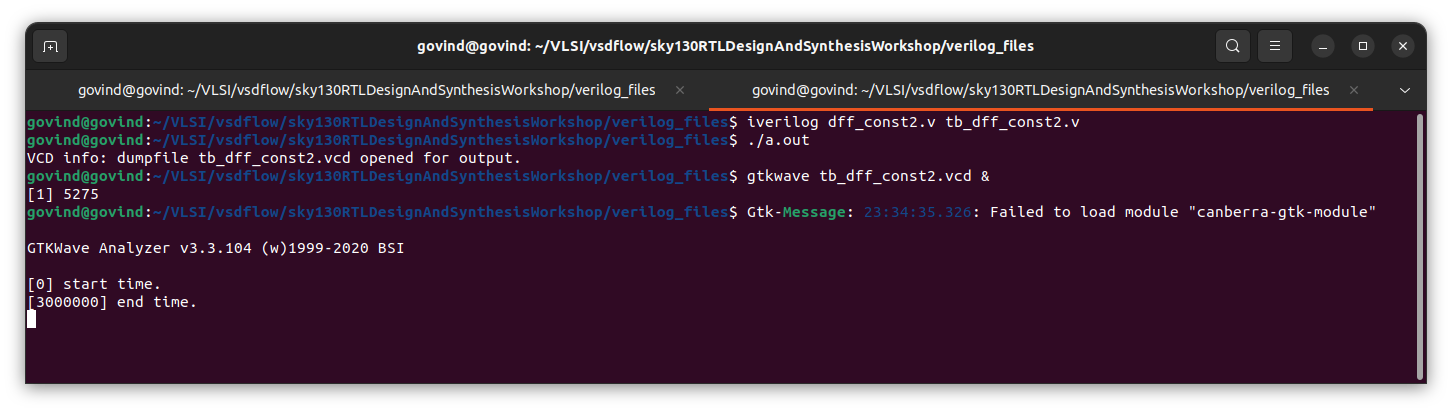 govind@govind: ~/VLSI/vsdflow/sky130RTLDesignAndSynthesisWorkshop/verilog_files
govind@govind: ~/VLSI/vsdflow/sky130RTLDesignAndSynthesisWorkshop/verilog_files
govind@govind: ~/VLSI/vsdflow/sky130RTLDesignAndSynthesisWorkshop/verilog_files
govind@govind:~/VLSI/vsdflow/sky130RTLDesignAndSynthesisWorkshop/verilog_files$ iverilog dff_const2.v tb_dff_const2.v
govind@govind:~/VLSI/vsdflow/sky130RTLDesignAndSynthesisWorkshop/verilog_files$ ./a.out
VCD info: dumpfile tb_dff_const2.vcd opened for output.
govind@govind:~/VLSI/vsdflow/sky130RTLDesignAndSynthesisWorkshop/verilog_files$ gtkwave tb_dff_const2.vcd &
[1] 5275
govind@govind:~/VLSI/vsdflow/sky130RTLDesignAndSynthesisWorkshop/verilog_files$ Gtk-Message: 23:34:35.326: Failed to load module "canberra-gtk-module"
GTKWave Analyzer v3.3.104 (w)1999-2020 BSI
[0] start time.
[3000000] end time.